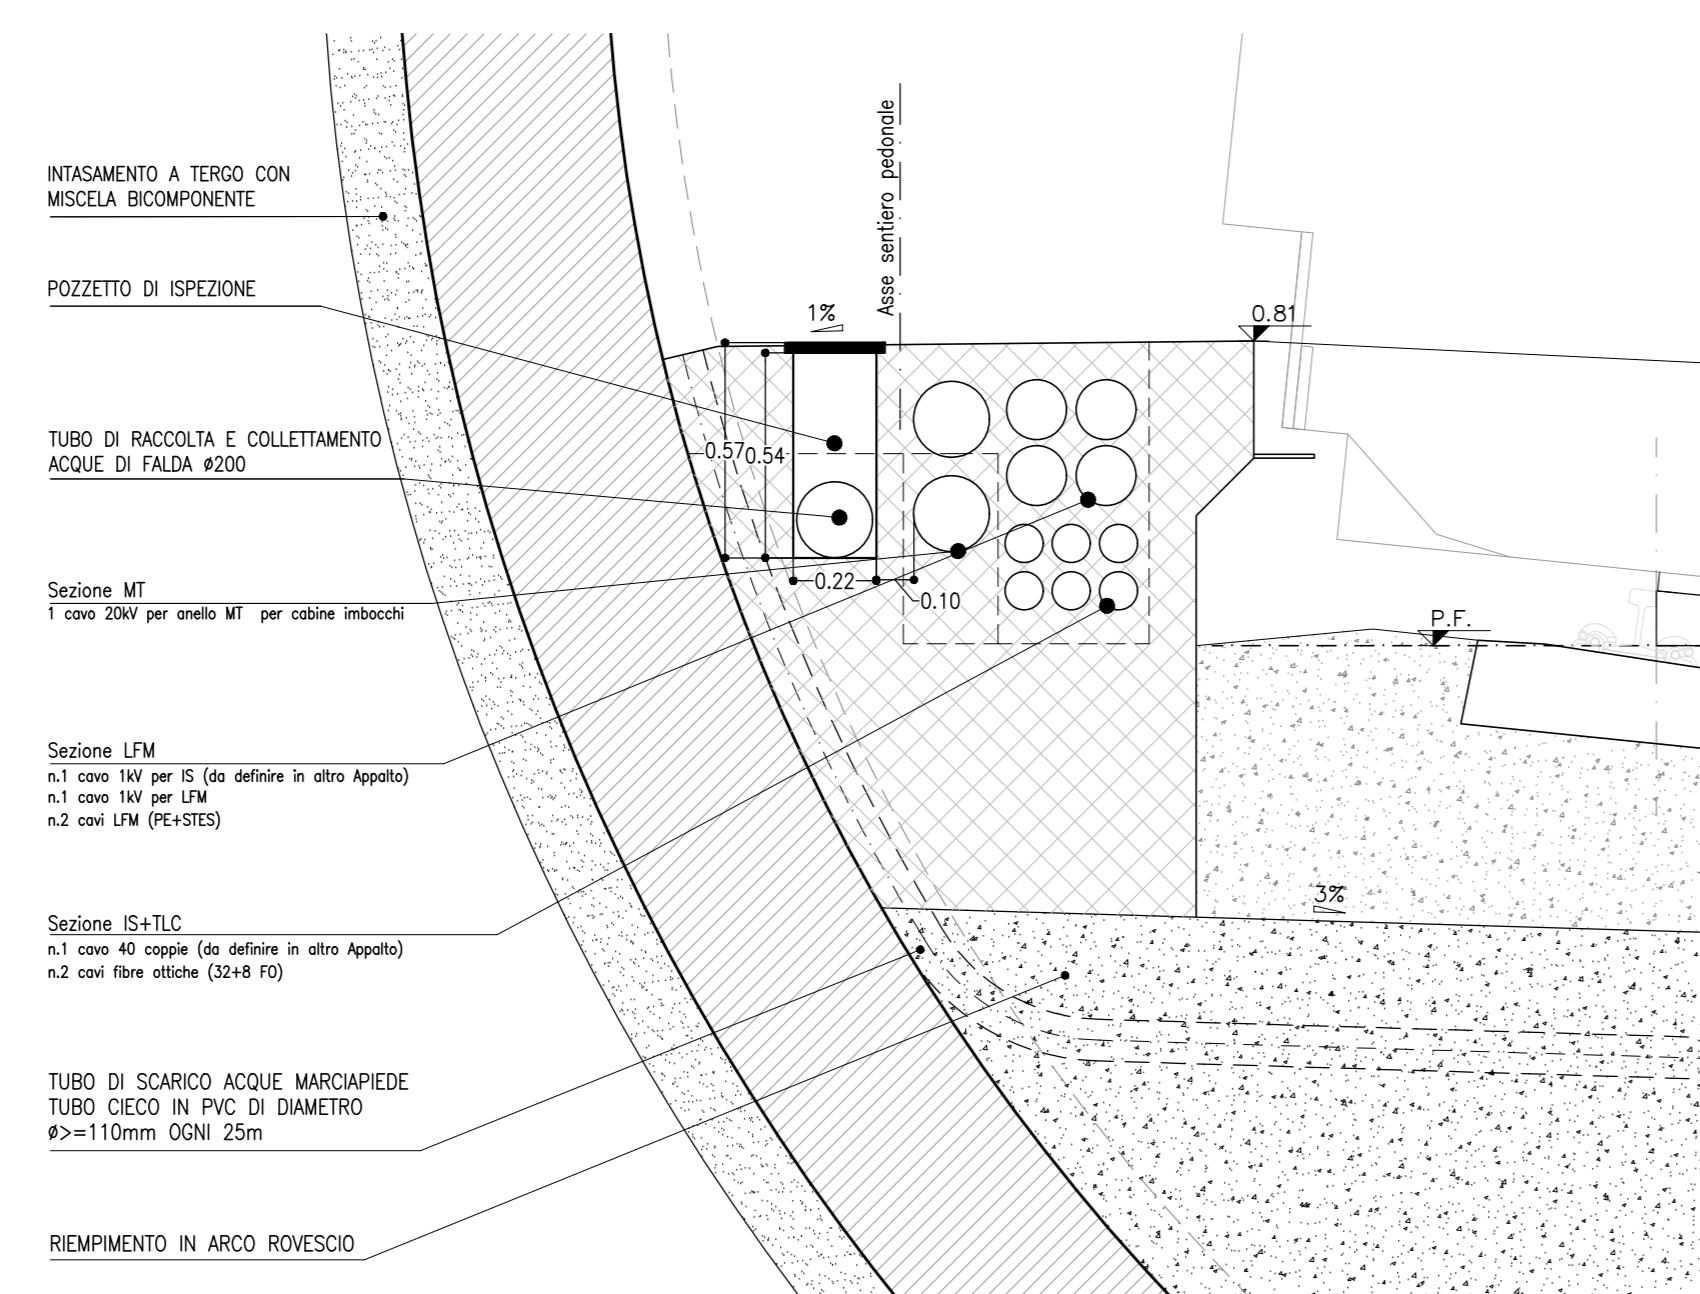 INTASAMENTO A TERGO CON
MISCELA BICOMPONENTE
POZZETTO DI ISPEZIONE
TUBO DI RACCOLTA E COLLETTAMENTO
ACQUE DI FALDA ø200
Sezione MT
1 cavo 20kV per anello MT per cabine imbocchi
Sezione LFM
n.1 cavo 1kV per IS (da definire in altro Appalto)
n.1 cavo 1kV per LFM
n.2 cavi LFM (PE+STES)
Sezione IS+TLC
n.1 cavo 40 coppie (da definire in altro Appalto)
n.2 cavi fibre ottiche (32+8 FO)
TUBO DI SCARICO ACQUE MARCIAPIEDE
TUBO CIECO IN PVC DI DIAMETRO
ø>=110mm OGNI 25m
RIEMPIMENTO IN ARCO ROVESCIO
Asse sentiero pedonale
1%
0.81
0.57
0.54
0.22
0.10
P.F.
3%